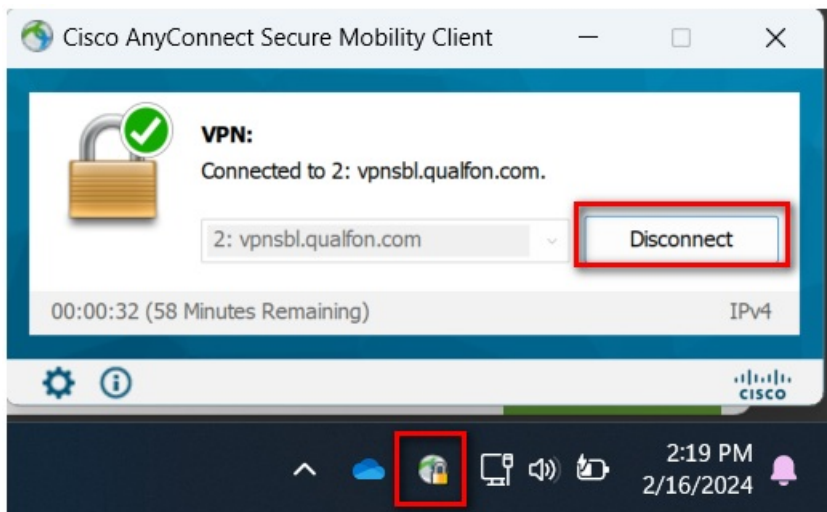 Cisco AnyConnect Secure Mobility Client
VPN:
Connected to 2: vpnsbl.qualfon.com.
2: vpnsbl.qualfon.com
Disconnect
00:00:32 (58 Minutes Remaining)
IPv4
CISCO
2:19 PM
2/16/2024